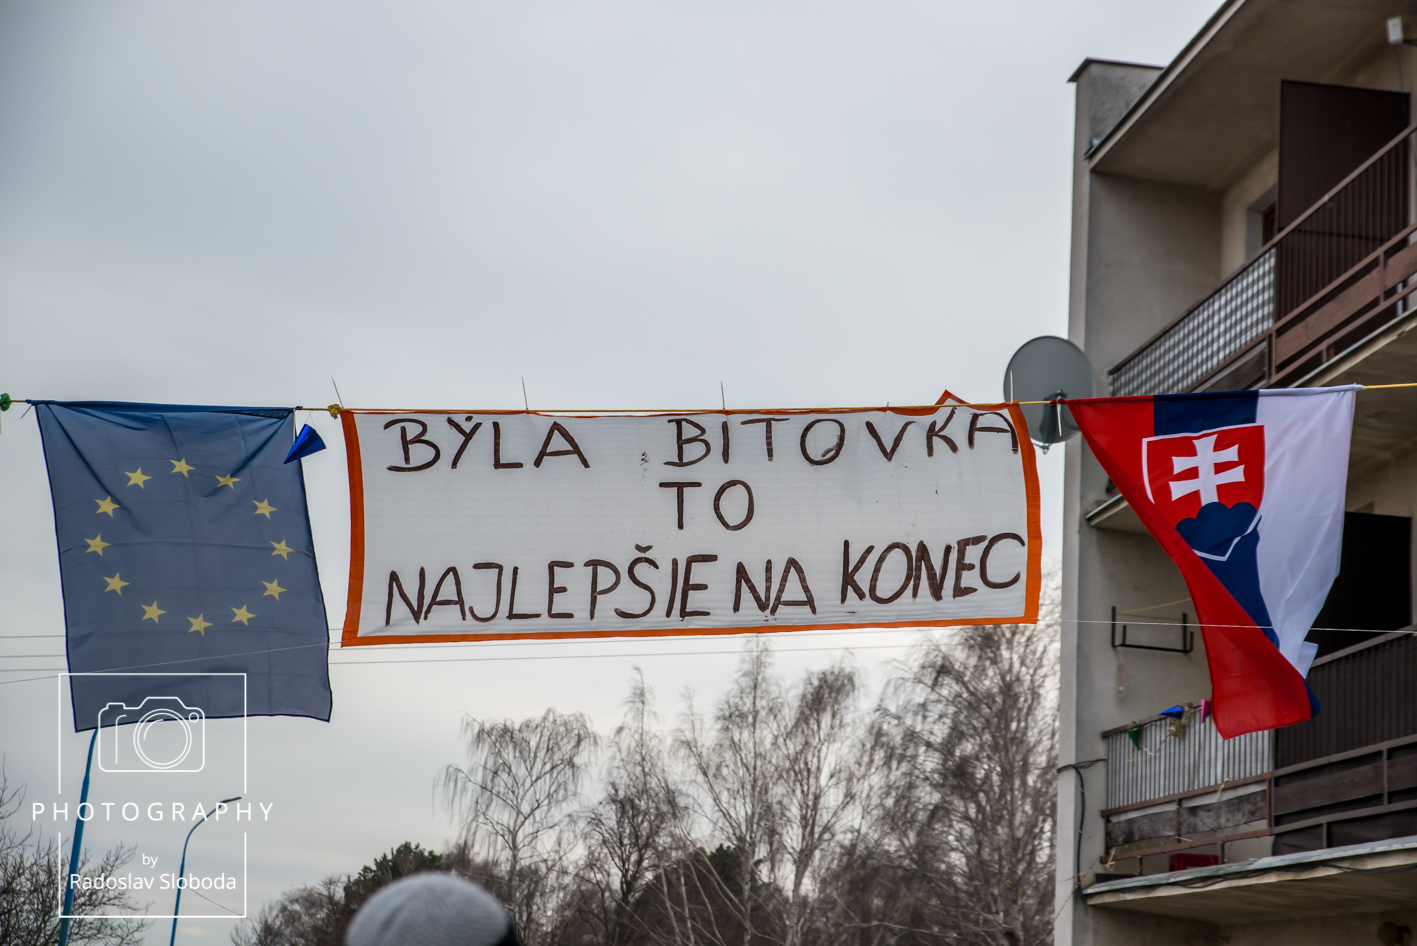 BÝLA BITOVKA
TO
NAJLEPŠIE NA KONEC
PHOTOGRAPHY
by
Radoslav Sloboda